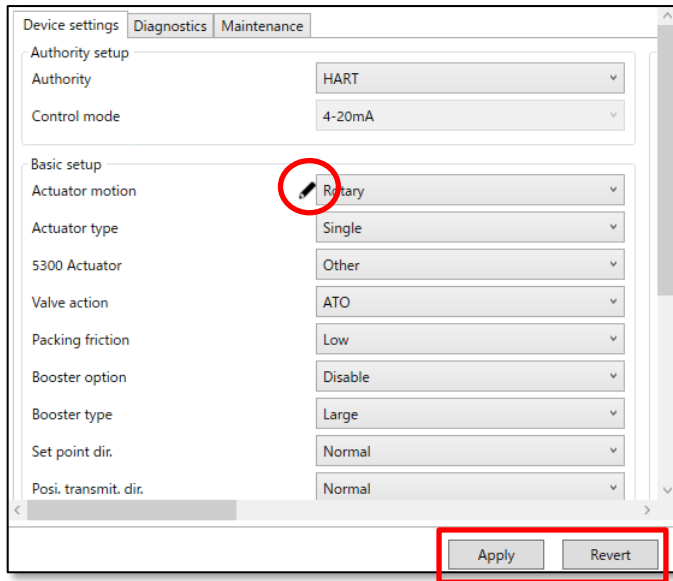 Device settings Diagnostics Maintenance
Authority setup
Authority HART
Control mode 4-20mA
Basic setup
Actuator motion Rotary
Actuator type Single
5300 Actuator Other
Valve action ATO
Packing friction Low
Booster option Disable
Booster type Large
Set point dir. Normal
Posi. transmit. dir. Normal
Apply Revert